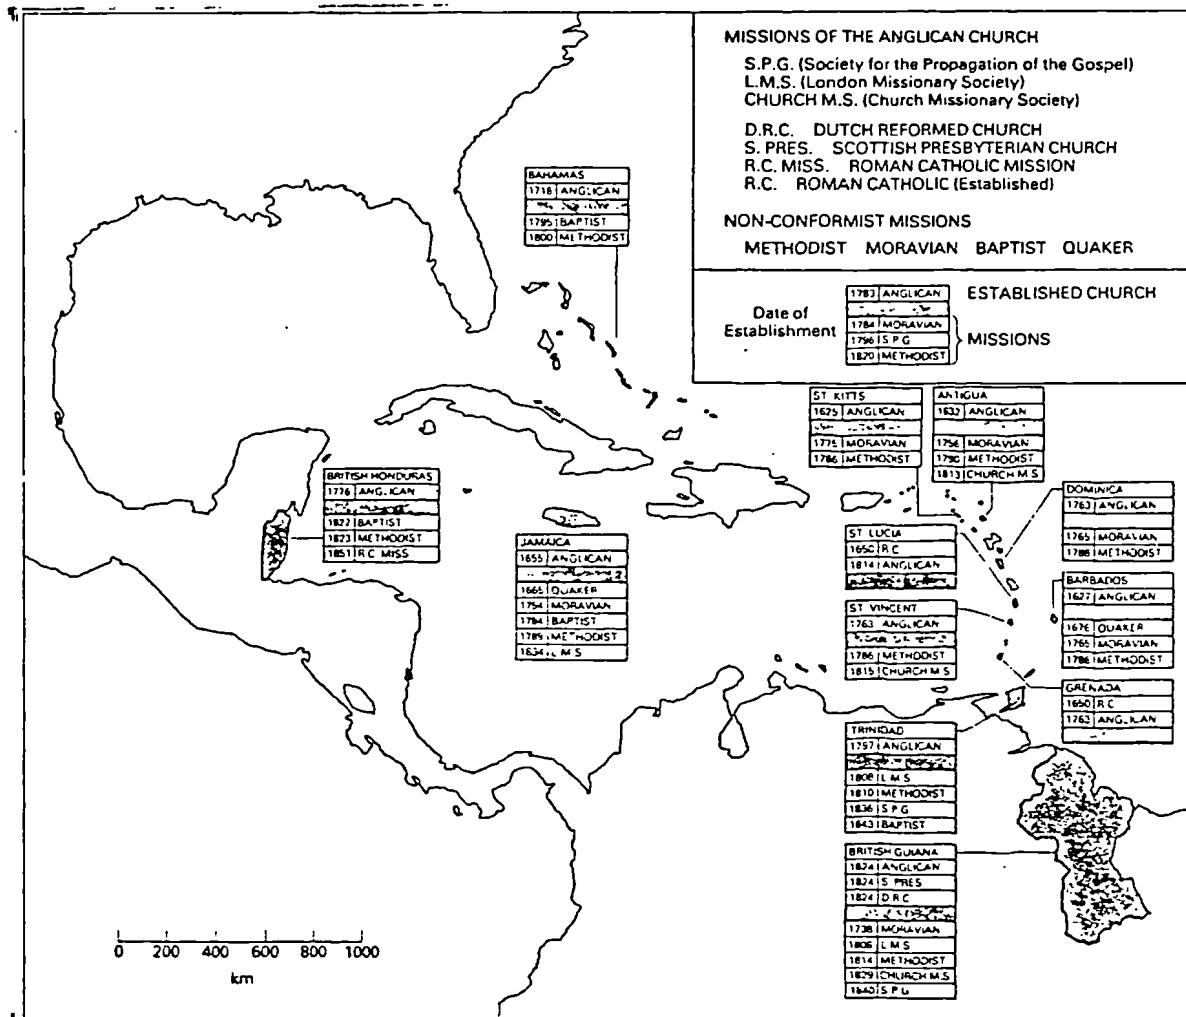 MISSIONS OF THE ANGLICAN CHURCH
S.P.G. (Society for the Propagation of the Gospel)
L.M.S. (London Missionary Society)
CHURCH M.S. (Church Missionary Society)
D.R.C. DUTCH REFORMED CHURCH
S. PRES. SCOTTISH PRESBYTERIAN CHURCH
R.C. MISS. ROMAN CATHOLIC MISSION
R.C. ROMAN CATHOLIC (Established)
NON-CONFORMIST MISSIONS
METHODIST MORAVIAN BAPTIST QUAKER
Date of
Establishment
1783 ANGLICAN
1784 MORAVIAN
1796 S.P.G
1820 METHODIST
ESTABLISHED CHURCH
MISSIONS
BAHAMAS
1718 ANGLICAN
1795 BAPTIST
1800 METHODIST
ST. KITTS
1625 ANGLICAN
1775 MORAVIAN
1786 METHODIST
ANTIGUA
1632 ANGLICAN
1756 MORAVIAN
1790 METHODIST
1813 CHURCH M.S
BRITISH HONDURAS
1776 ANGLICAN
1822 BAPTIST
1823 METHODIST
1851 R.C. MISS
JAMAICA
1655 ANGLICAN
1665 QUAKER
1754 MORAVIAN
1784 BAPTIST
1789 METHODIST
1834 L.M.S
ST. LUCIA
1650 R.C
1814 ANGLICAN
DOMINICA
1763 ANGLICAN
1765 MORAVIAN
1788 METHODIST
ST. VINCENT
1763 ANGLICAN
1786 METHODIST
1815 CHURCH M.S
BARBADOS
1627 ANGLICAN
1676 QUAKER
1765 MORAVIAN
1786 METHODIST
GRENADA
1650 R.C
1763 ANGLICAN
TRINIDAD
1797 ANGLICAN
1808 L.M.S
1810 METHODIST
1836 S.P.G
1843 BAPTIST
BRITISH GUIANA
1824 ANGLICAN
1824 S. PRES
1824 D.R.C
1738 MORAVIAN
1808 L.M.S
1814 METHODIST
1829 CHURCH M.S
1840 S.P.G
0 200 400 600 800 1000
km